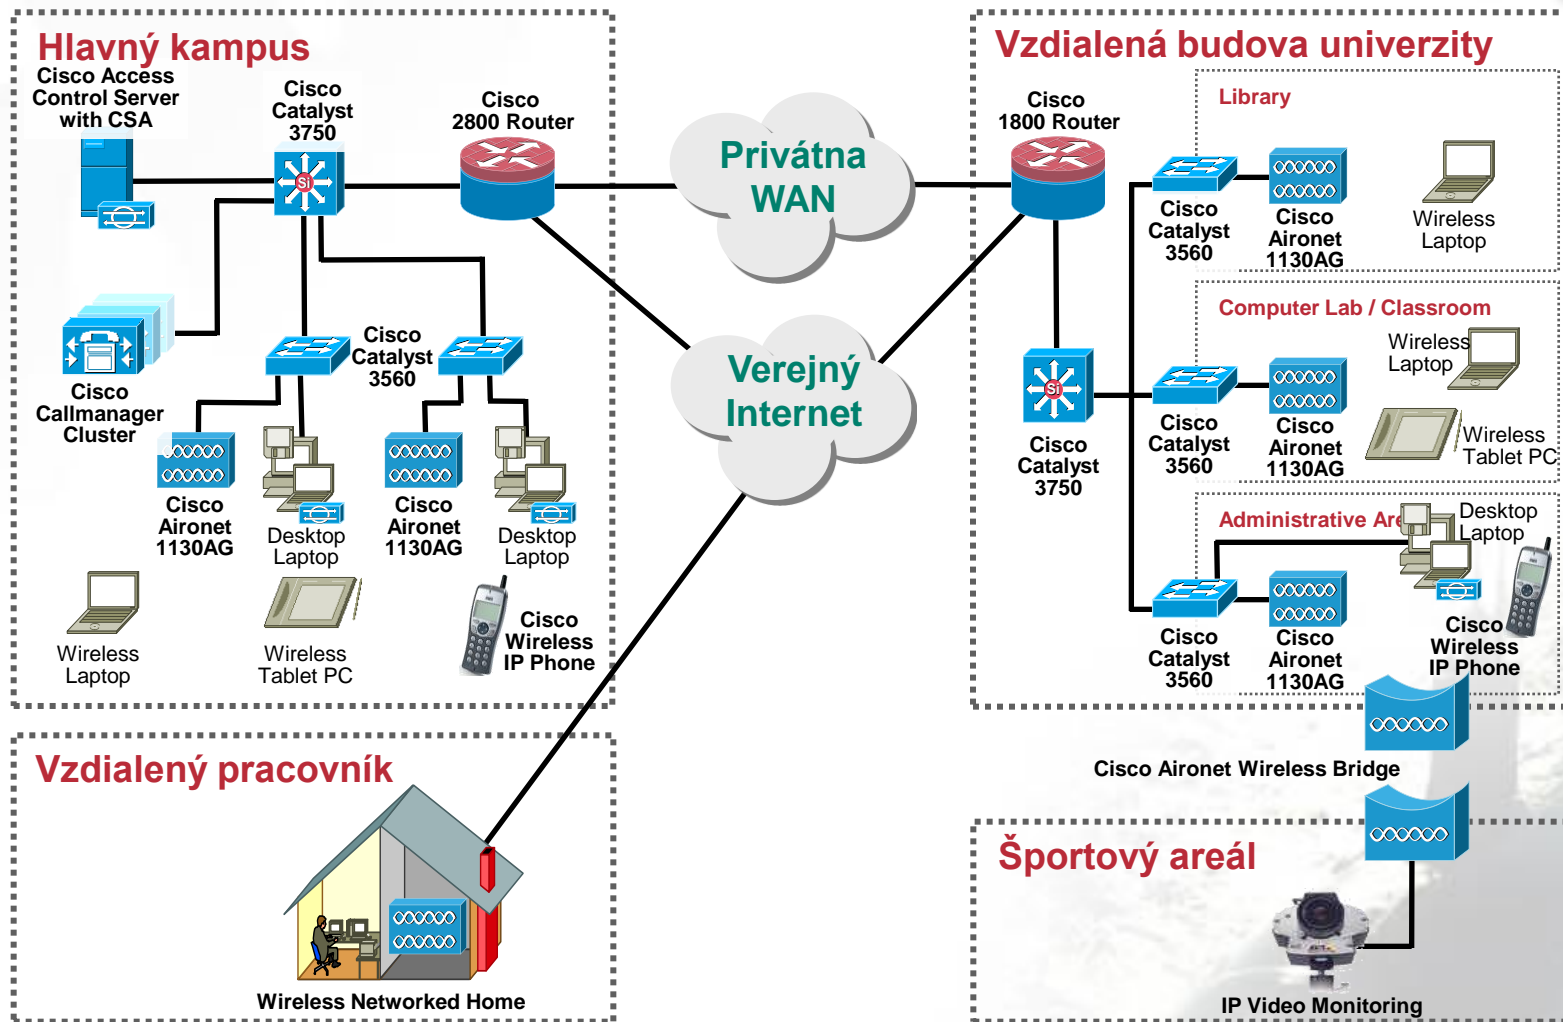 Hlavný kampus
Cisco Access
Control Server
with CSA
Cisco
Catalyst
3750
Cisco
2800 Router
Cisco
Callmanager
Cluster
Cisco
Catalyst
3560
Cisco
Aironet
1130AG
Desktop
Laptop
Cisco
Aironet
1130AG
Desktop
Laptop
Wireless
Laptop
Wireless
Tablet PC
Cisco
Wireless
IP Phone
Si
Privátna
WAN
Verejný
Internet
Vzdialená budova univerzity
Cisco
1800 Router
Library
Cisco
Catalyst
3560
Cisco
Aironet
1130AG
Wireless
Laptop
Computer Lab / Classroom
Si
Cisco
Catalyst
3750
Cisco
Catalyst
3560
Cisco
Aironet
1130AG
Wireless
Laptop
Wireless
Tablet PC
Administrative Are
Desktop
Laptop
Cisco
Catalyst
3560
Cisco
Aironet
1130AG
Cisco
Wireless
IP Phone
Cisco Aironet Wireless Bridge
Vzdialený pracovník
Wireless Networked Home
Športový areál
IP Video Monitoring